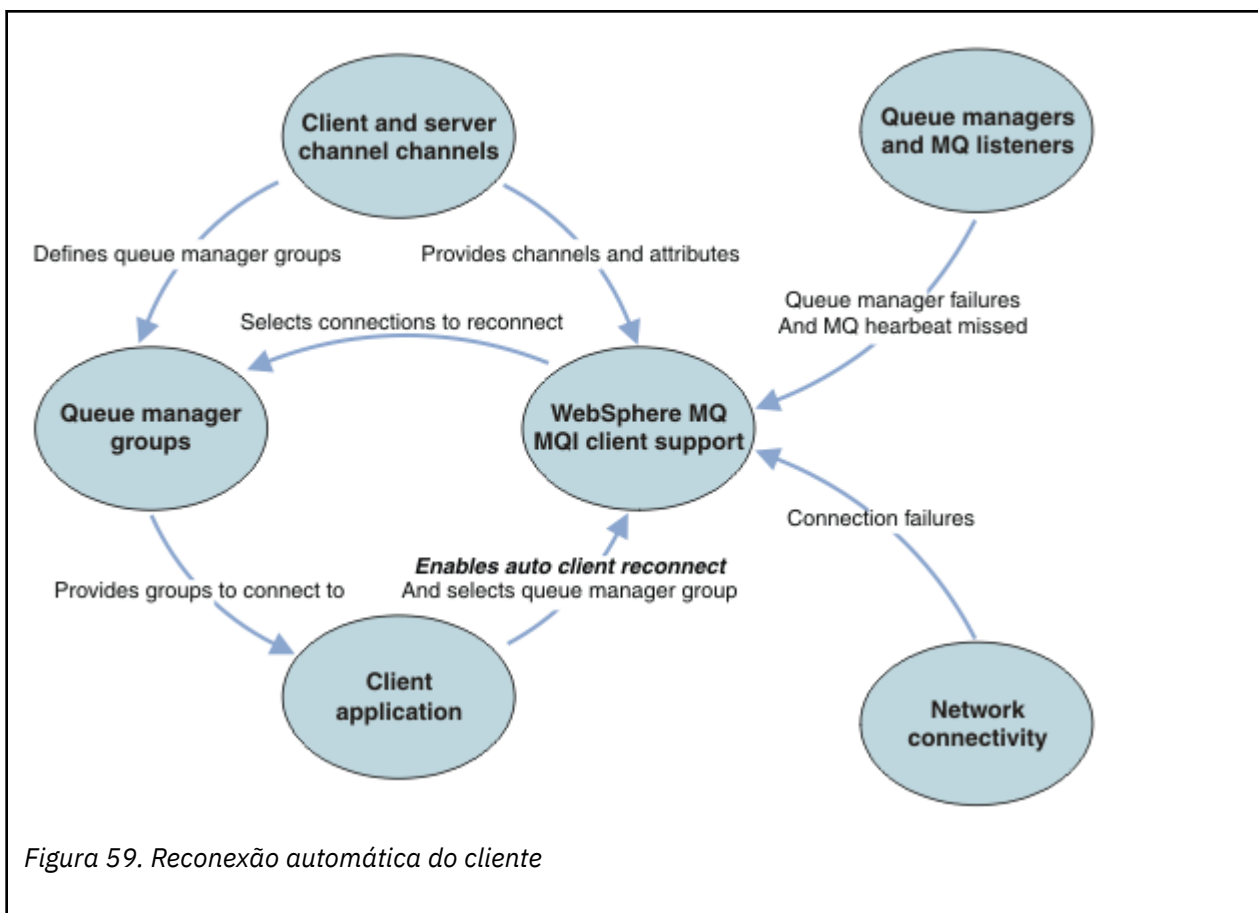 Client and server
channel channels
Queue managers
and MQ listeners
Defines queue manager groups
Provides channels and attributes
Queue manager failures
And MQ hearbeat missed
Selects connections to reconnect
Queue manager
groups
WebSphere MQ
MQI client support
Connection failures
Enables auto client reconnect
And selects queue manager group
Provides groups to connect to
Client
application
Network
connectivity
Figura 59. Reconexão automática do cliente